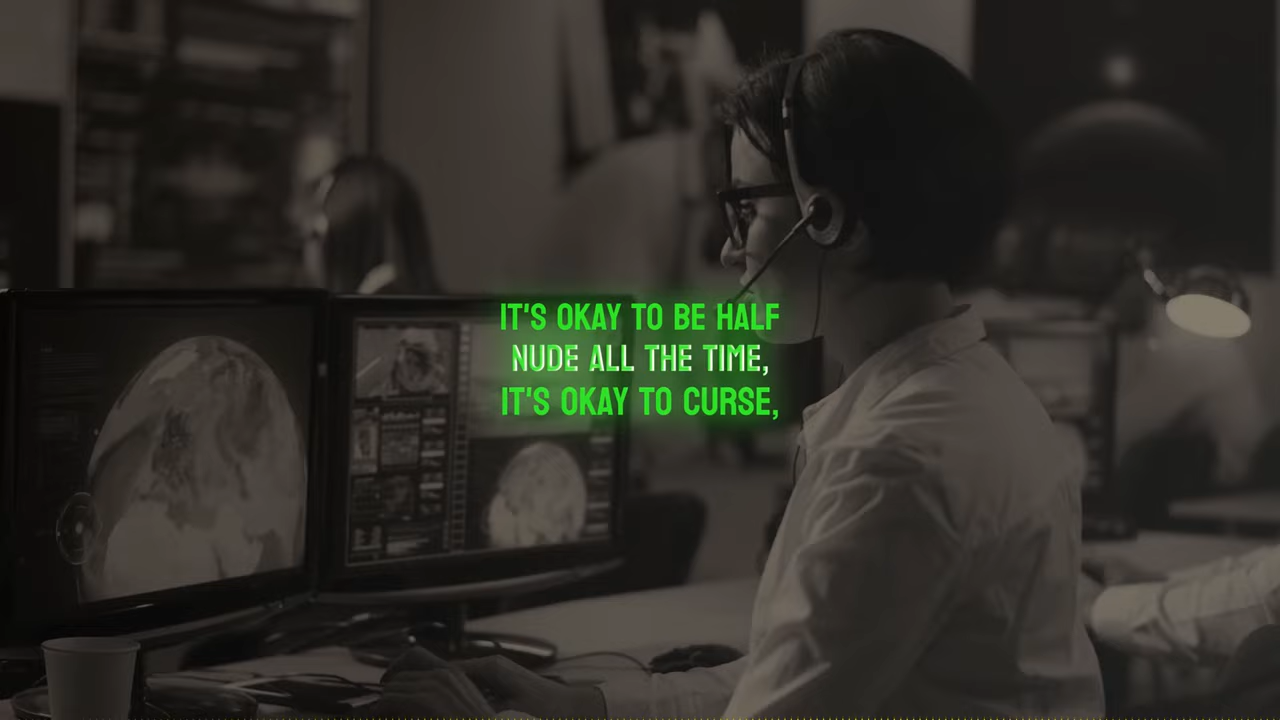 IT'S OKAY TO BE HALF
NUDE ALL THE TIME,
IT'S OKAY TO CURSE,